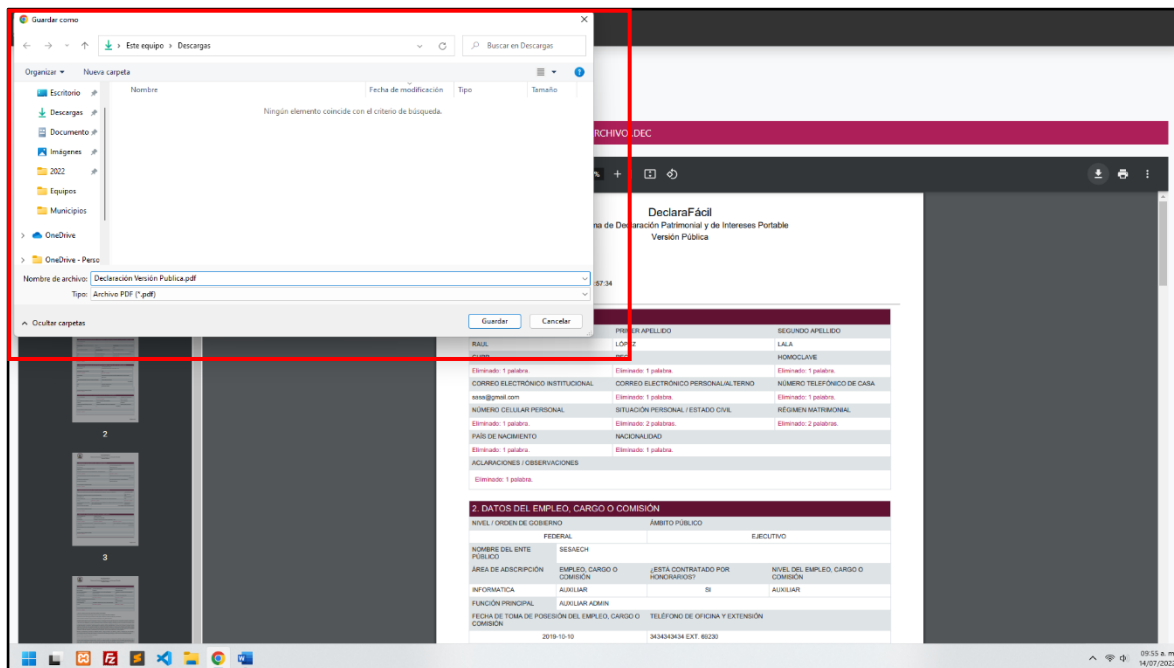 Guardar como
Este equipo > Descargas
Buscar en Descargas
Organizar
Nueva carpeta
Nombre
Fecha de modificación
Tipo
Tamaño
Ningún elemento coincide con el criterio de búsqueda.
Escritorio
Descargas
Documento
Imágenes
2022
Equipos
Municipios
OneDrive
OneDrive - Perso
Nombre de archivo: Declaración Versión Publica.pdf
Tipo: Archivo PDF (*.pdf)
Ocultar carpetas
Guardar
Cancelar
RCHIVO .DEC
DeclaraFácil
ma de Declaración Patrimonial y de Intereses Portable
Versión Pública
:57:34
PRIMER APELLIDO SEGUNDO APELLIDO
RAUL LÓPEZ LALA
CURP RFC HOMOCLAVE
Eliminado: 1 palabra. Eliminado: 1 palabra. Eliminado: 1 palabra.
CORREO ELECTRÓNICO INSTITUCIONAL CORREO ELECTRÓNICO PERSONAL/ALTERNO NÚMERO TELEFÓNICO DE CASA
sasa@gmail.com Eliminado: 1 palabra. Eliminado: 1 palabra.
NÚMERO CELULAR PERSONAL SITUACIÓN PERSONAL / ESTADO CIVIL RÉGIMEN MATRIMONIAL
Eliminado: 1 palabra. Eliminado: 2 palabras. Eliminado: 2 palabras.
PAÍS DE NACIMIENTO NACIONALIDAD
Eliminado: 1 palabra. Eliminado: 1 palabra.
ACLARACIONES / OBSERVACIONES
Eliminado: 1 palabra.
2. DATOS DEL EMPLEO, CARGO O COMISIÓN
NIVEL / ORDEN DE GOBIERNO ÁMBITO PÚBLICO
FEDERAL EJECUTIVO
NOMBRE DEL ENTE PÚBLICO SESAECH
ÁREA DE ADSCRIPCIÓN EMPLEO, CARGO O COMISIÓN ¿ESTÁ CONTRATADO POR HONORARIOS? NIVEL DEL EMPLEO, CARGO O COMISIÓN
INFORMATICA AUXILIAR SI AUXILIAR
FUNCIÓN PRINCIPAL AUXILIAR ADMIN
FECHA DE TOMA DE POSESIÓN DEL EMPLEO, CARGO O COMISIÓN TELÉFONO DE OFICINA Y EXTENSIÓN
2019-10-10 3434343434 EXT. 60230
2
3
09:55 a. m